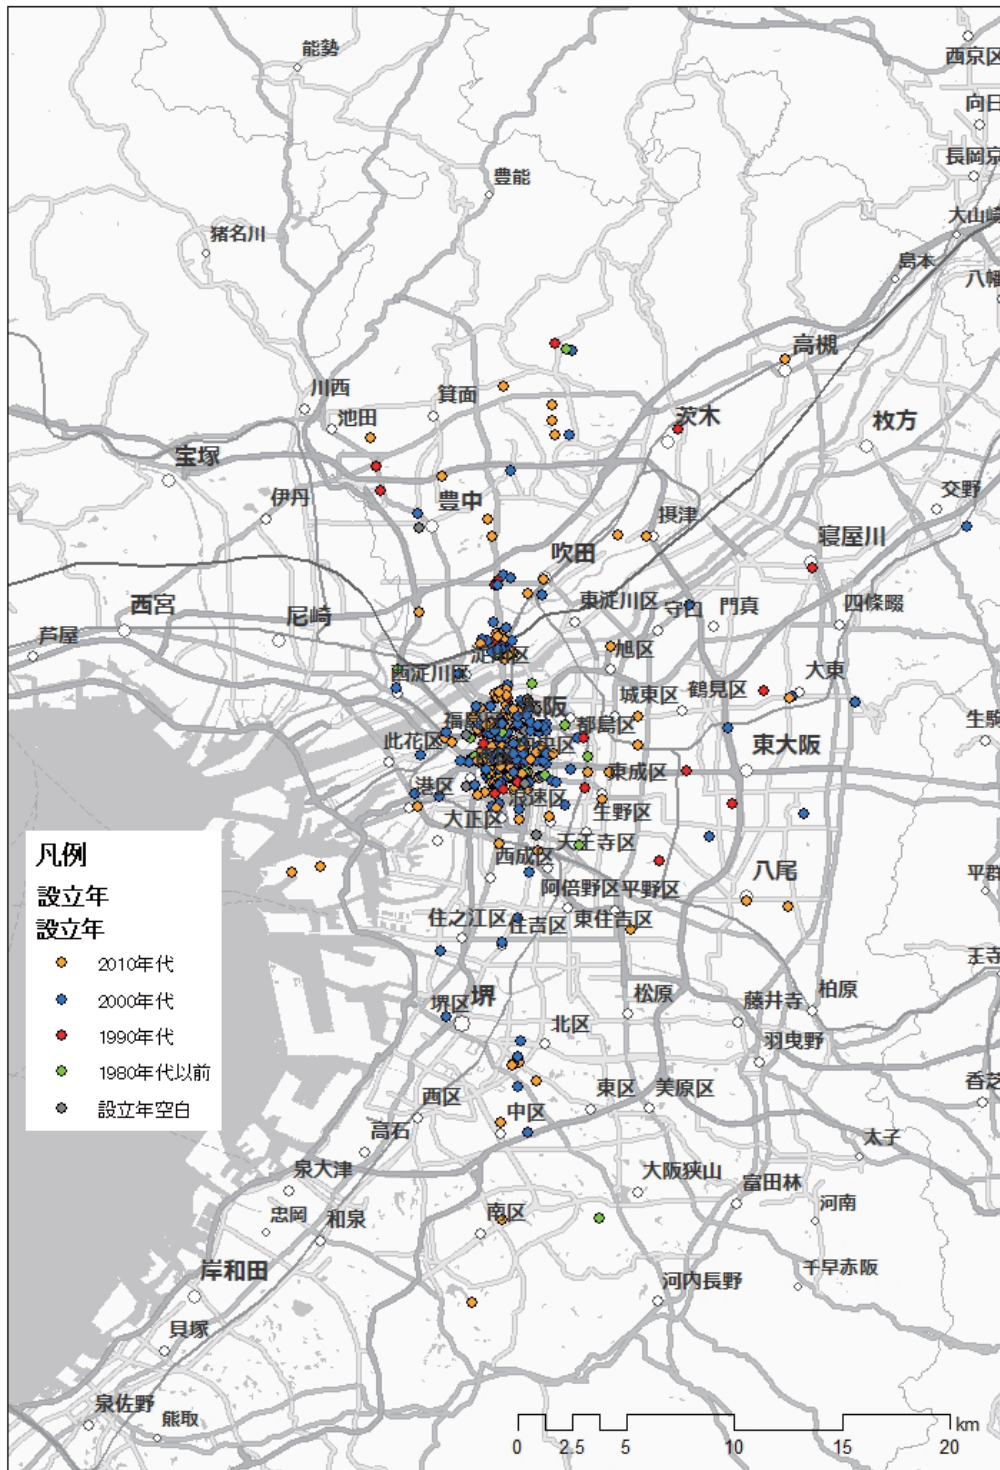 能勢
西京区
向日
長岡京
豊能
大山崎
猪名川
島本
八幡
高槻
川西
箕面
池田
茨木
枚方
宝塚
交野
伊丹
豊中
摂津
寝屋川
吹田
東淀川区
守口
門真
四條畷
西宮
尼崎
芦屋
旭区
淀川区
西淀川区
大東
城東区
鶴見区
福島区
都島区
此花区
生駒
東大阪
東成区
港区
浪速区
生野区
大正区
天王寺区
西成区
八尾
平群
阿倍野区
平野区
住之江区
住吉区
東住吉区
王寺
松原
柏原
堺区
堺
藤井寺
北区
羽曳野
香芝
西区
東区
美原区
中区
高石
太子
泉大津
大阪狭山
富田林
忠岡
和泉
南区
河南
岸和田
河内長野
千早赤阪
貝塚
泉佐野
熊取
凡例
設立年
設立年
2010年代
2000年代
1990年代
1980年代以前
設立年空白
km
0 2.5 5 10 15 20